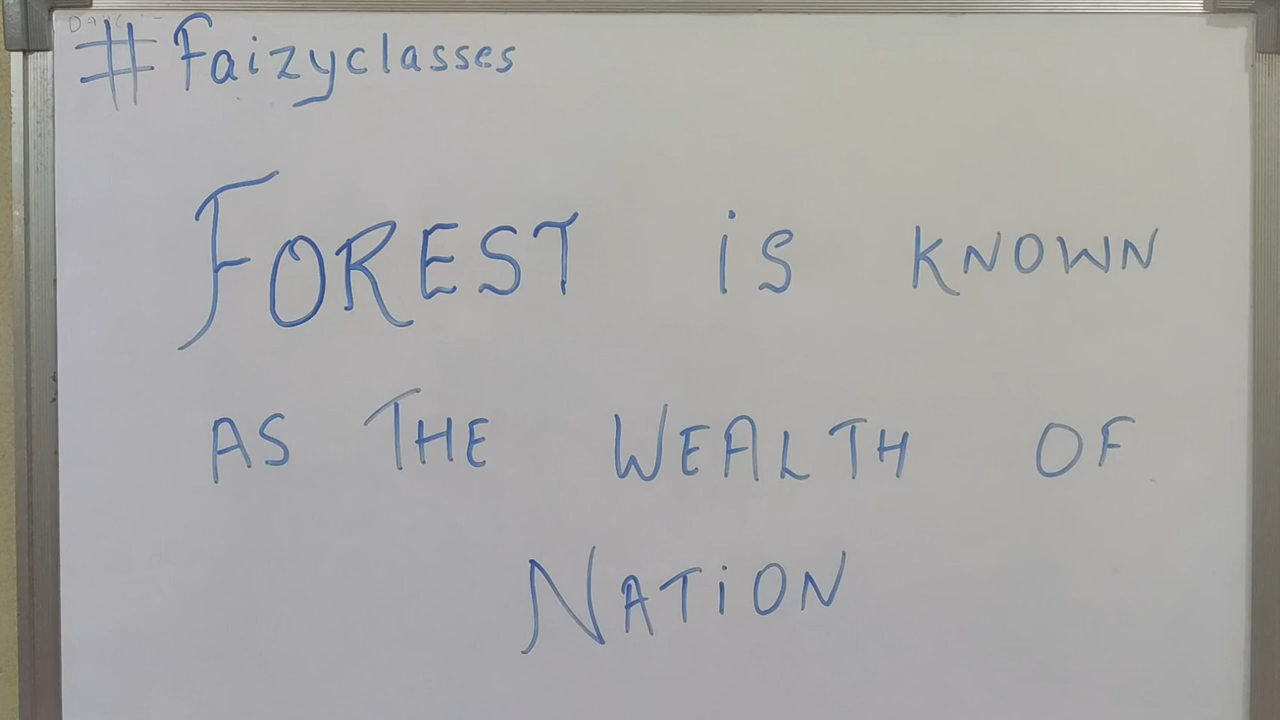 #Faizyclasses
FOREST iS KNOWN
AS THE WEALTH OF
NATiON